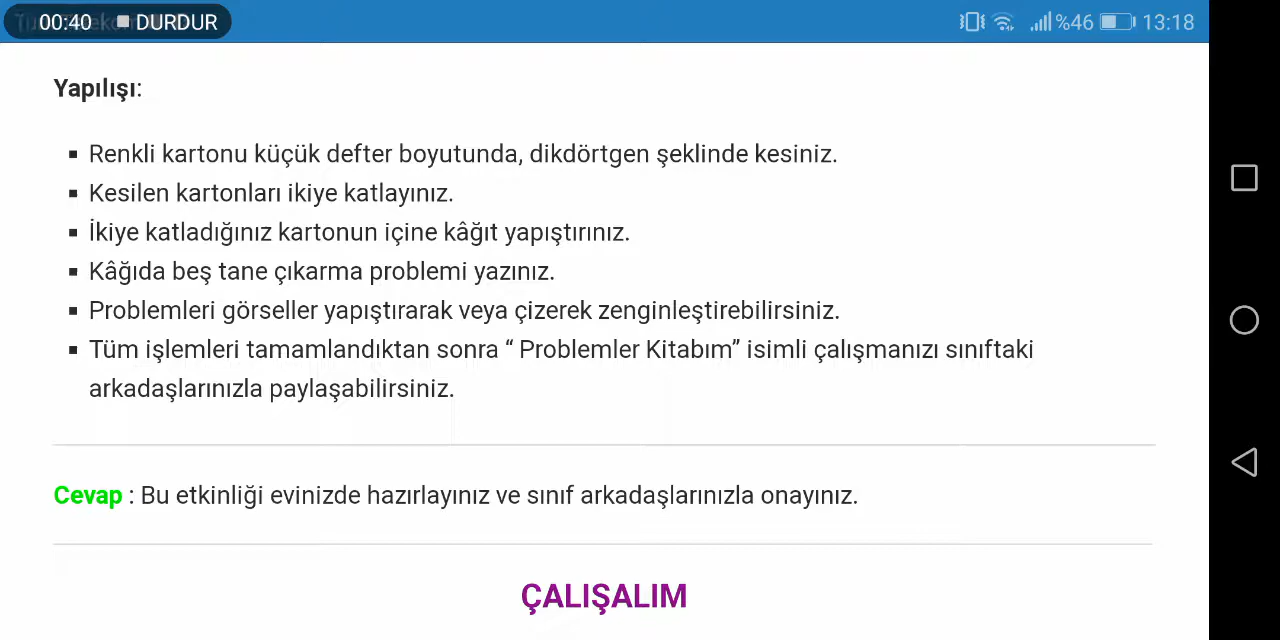 00:40 DURDUR %46 13:18
Yapılışı:
▪ Renkli kartonu küçük defter boyutunda, dikdörtgen şeklinde kesiniz.
▪ Kesilen kartonları ikiye katlayınız.
▪ İkiye katladığınız kartonun içine kâğıt yapıştırınız.
▪ Kâğıda beş tane çıkarma problemi yazınız.
▪ Problemleri görseller yapıştırarak veya çizerek zenginleştirebilirsiniz.
▪ Tüm işlemleri tamamlandıktan sonra “ Problemler Kitabım” isimli çalışmanızı sınıftaki
arkadaşlarınızla paylaşabilirsiniz.
Cevap : Bu etkinliği evinizde hazırlayınız ve sınıf arkadaşlarınızla onayınız.
ÇALIŞALIM